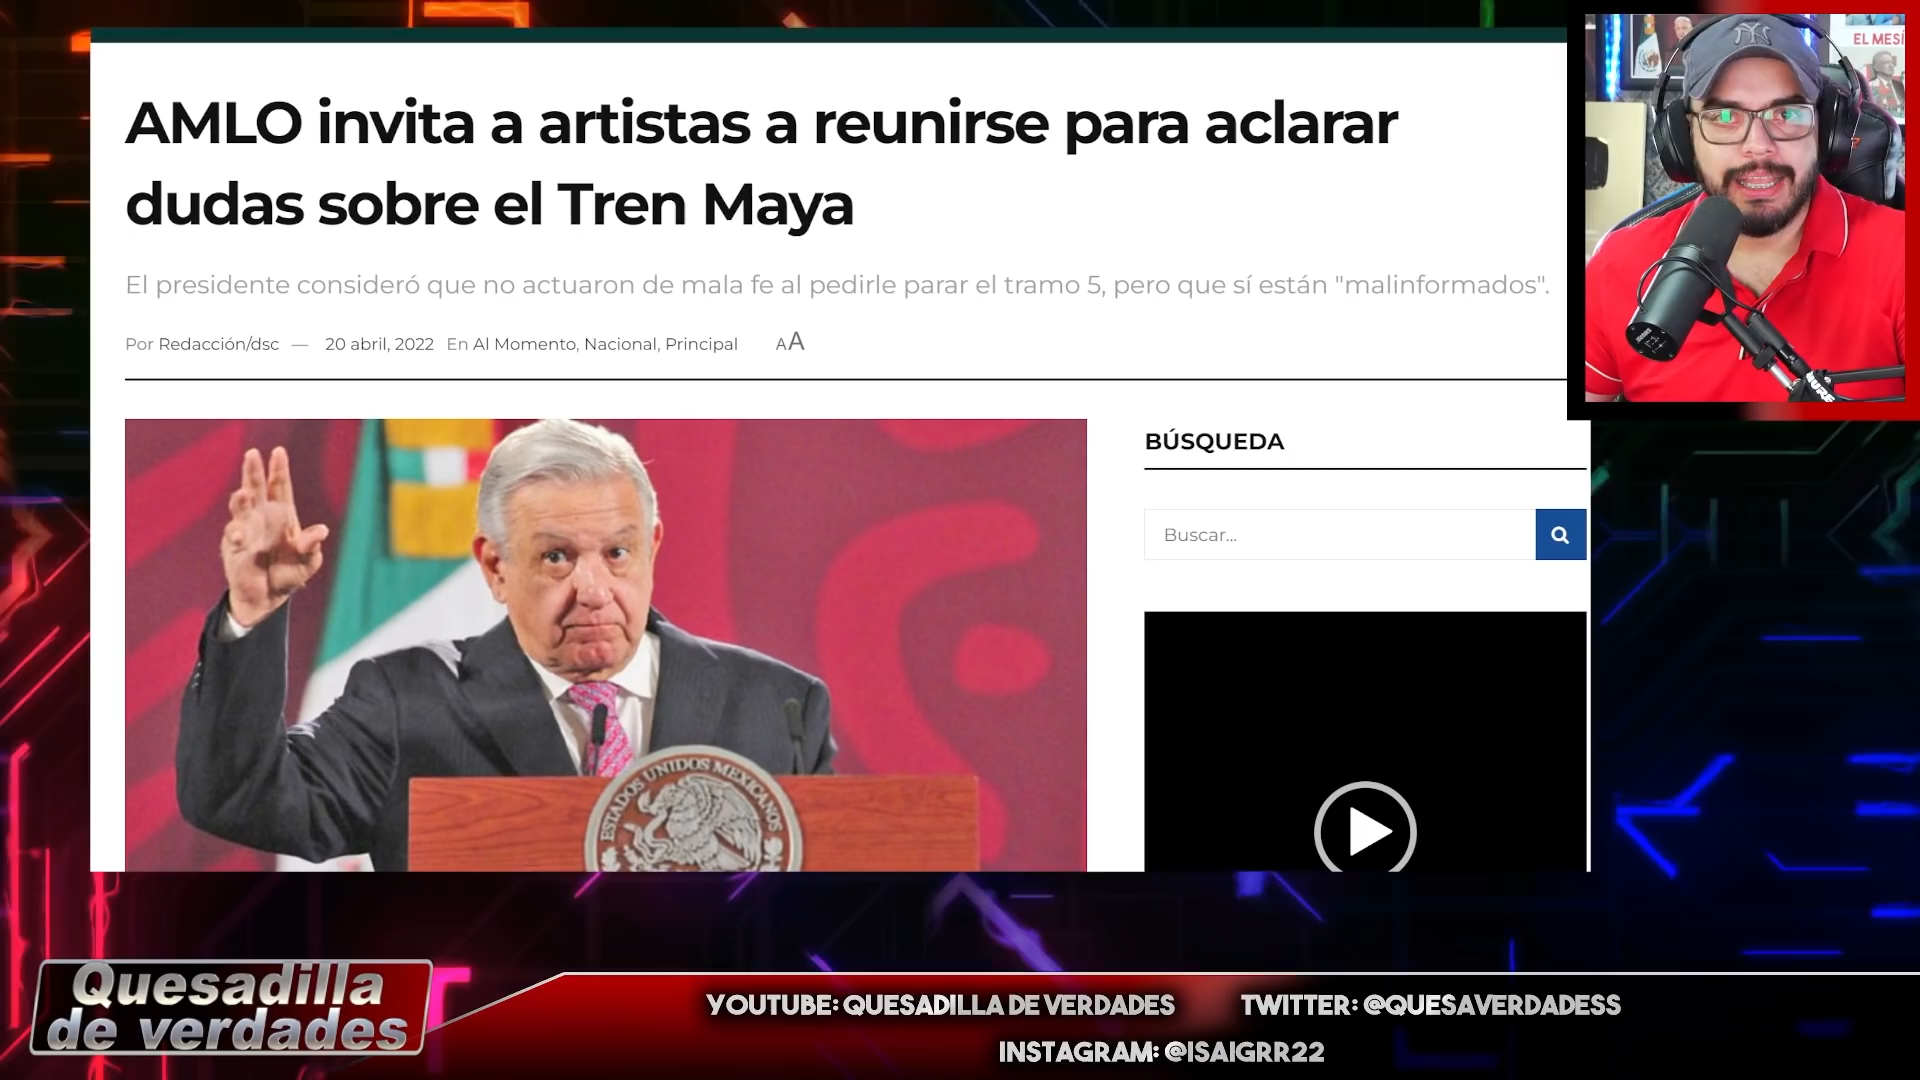 AMLO invita a artistas a reunirse para aclarar
dudas sobre el Tren Maya
El presidente consideró que no actuaron de mala fe al pedirle parar el tramo 5, pero que sí están "malinformados".
Por Redacción/dsc — 20 abril, 2022 En Al Momento, Nacional, Principal AA
EL MESÍ
BÚSQUEDA
Buscar...
ESTADOS UNIDOS MEXICANOS
Quesadilla
de verdades
YOUTUBE: QUESADILLA DE VERDADES TWITTER: @QUESAVERDADESS
INSTAGRAM: @ISAIGRR22